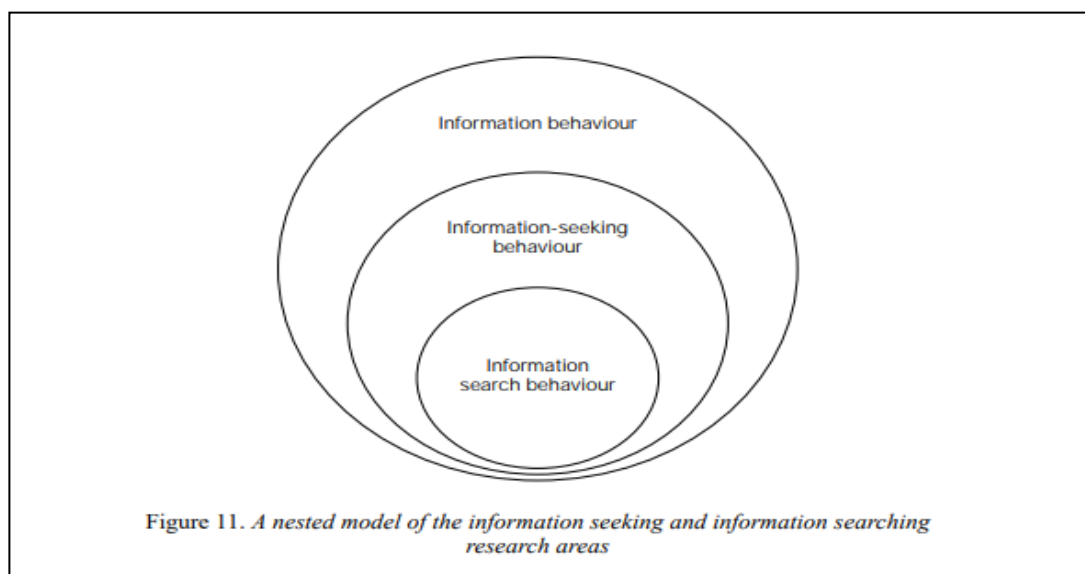 Information behaviour
Information-seeking
behaviour
Information
search behaviour
Figure 11. A nested model of the information seeking and information searching
research areas